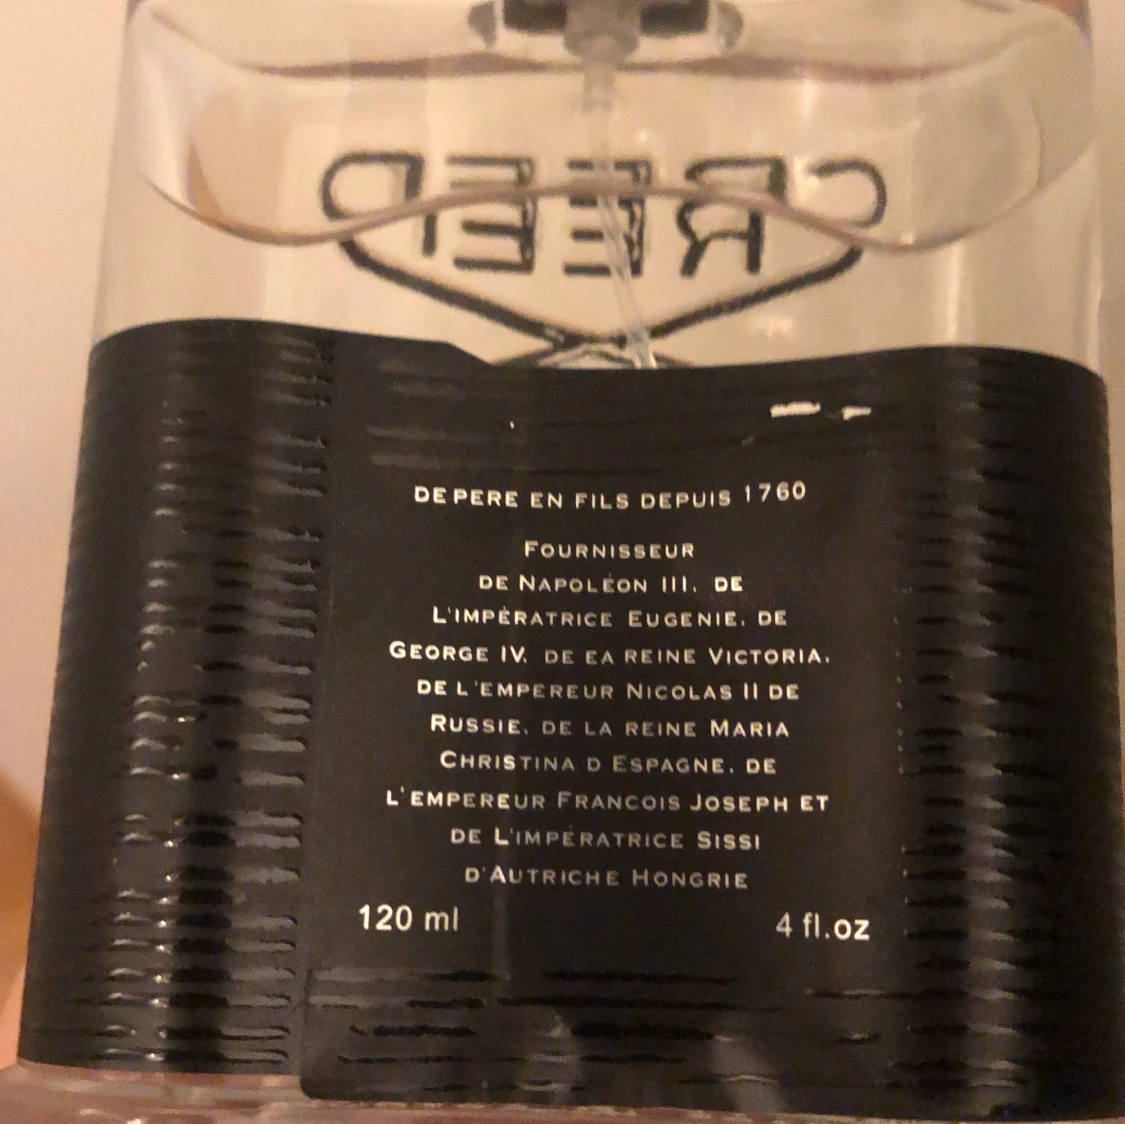 CREED
DE PERE EN FILS DEPUIS 1760
FOURNISSEUR
DE NAPOLÉON III. DE
L'IMPÉRATRICE EUGENIE. DE
GEORGE IV. DE EA REINE VICTORIA.
DE L'EMPEREUR NICOLAS II DE
RUSSIE. DE LA REINE MARIA
CHRISTINA D ESPAGNE. DE
L'EMPEREUR FRANCOIS JOSEPH ET
DE L'IMPÉRATRICE SISSI
D'AUTRICHE HONGRIE
120 ml 4 fl.oz